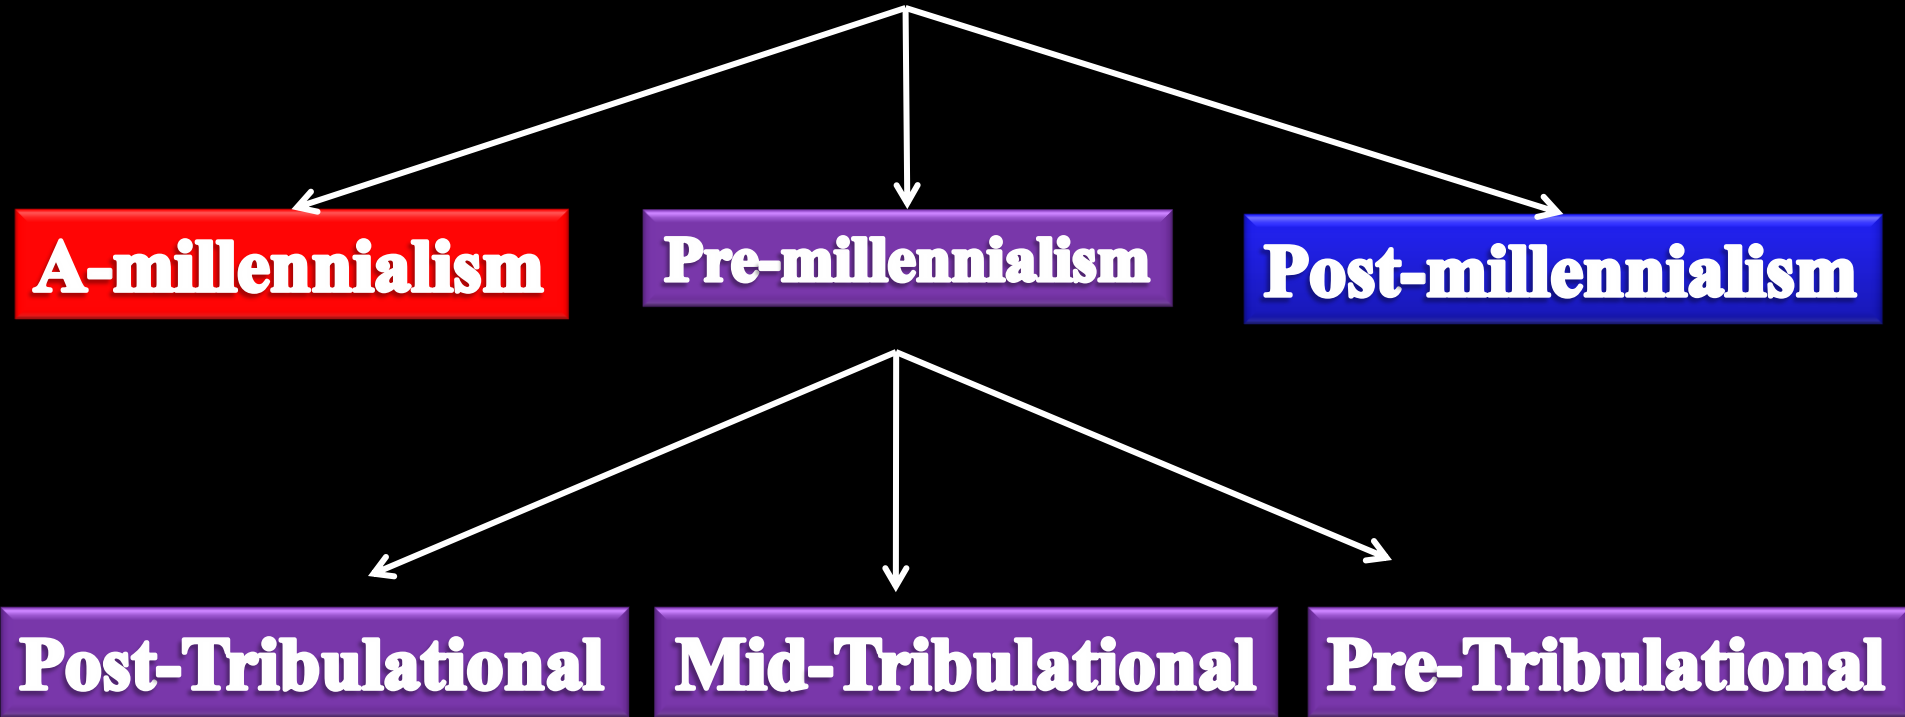 A-millennialism
Pre-millennialism
Post-millennialism
Post-Tribulational
Mid-Tribulational
Pre-Tribulational